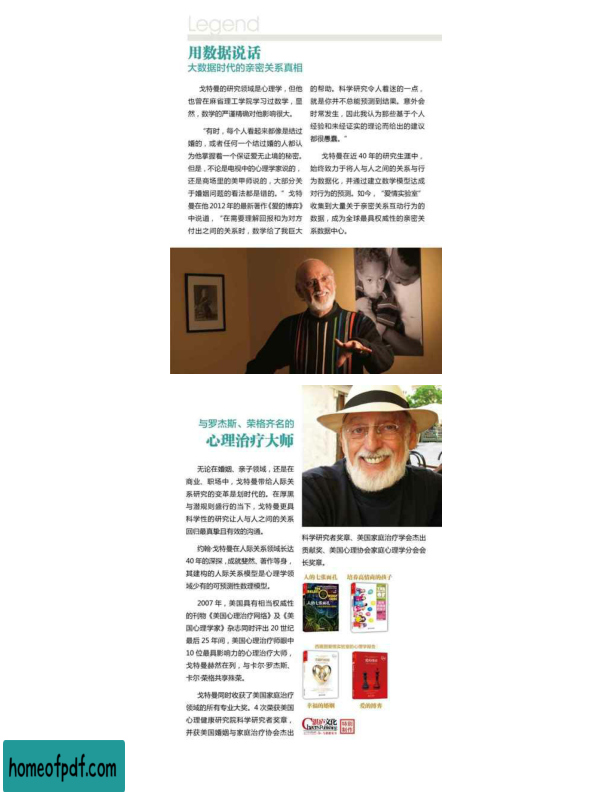 Legend
用数据说话
大数据时代的亲密关系真相
戈特曼的研究领域是心理学，但他
也曾在麻省理工学院学习过数学，显
然，数学的严谨精确对他影响很大。
“有时，每个人看起来都像是结过
婚的，或者任何一个结过婚的人都认
为他掌握着一个保证爱无止境的秘密。
但是，不论是电视中的心理学家说的，
还是商场里的美甲师说的，大部分关
于婚姻问题的看法都是错的。”戈特
曼在他2012年的最新著作《爱的博弈》
中说道，“在需要理解回报和为对方
付出之间的关系时，数学给了我巨大
的帮助。科学研究令人着迷的一点，
就是你并不总能预测到结果。意外会
时常发生，因此我认为那些基于个人
经验和未经证实的理论而给出的建议
都很愚蠢。”
戈特曼在近 40 年的研究生涯中，
始终致力于将人与人之间的关系与行
为数据化，并通过建立数学模型达成
对行为的预测。如今，“爱情实验室”
收集到大量关于亲密关系互动行为的
数据，成为全球最具权威性的亲密关
系数据中心。
与罗杰斯、荣格齐名的
心理治疗大师
无论在婚姻、亲子领域，还是在
商业、职场中，戈特曼带给人际关
系研究的变革是划时代的。在厚黑
与潜规则盛行的当下，戈特曼更具
科学性的研究让人与人之间的关系
回归最真挚且有效的沟通。
约翰·戈特曼在人际关系领域长达
40 年的深探，成就斐然、著作等身，
其建构的人际关系模型是心理学领
域少有的可预测性数理模型。
2007 年，美国具有相当权威性
的刊物《美国心理治疗网络》及《美
国心理学家》杂志同时评出 20 世纪
最后 25 年间，美国心理治疗师眼中
10 位最具影响力的心理治疗大师，
戈特曼赫然在列，与卡尔·罗杰斯、
卡尔·荣格共享殊荣。
戈特曼同时收获了美国家庭治疗
领域的所有专业大奖。4 次荣获美国
心理健康研究院科学研究者奖章，
并获美国婚姻与家庭治疗协会杰出
科学研究者奖章、美国家庭治疗学会杰出
贡献奖、美国心理协会家庭心理学分会会
长奖章。
人的七张面孔 培养高情商的孩子
幸福的婚姻 爱的博弈
湛庐文化
Cheers Publishing
特别制作
homeofpdf.com